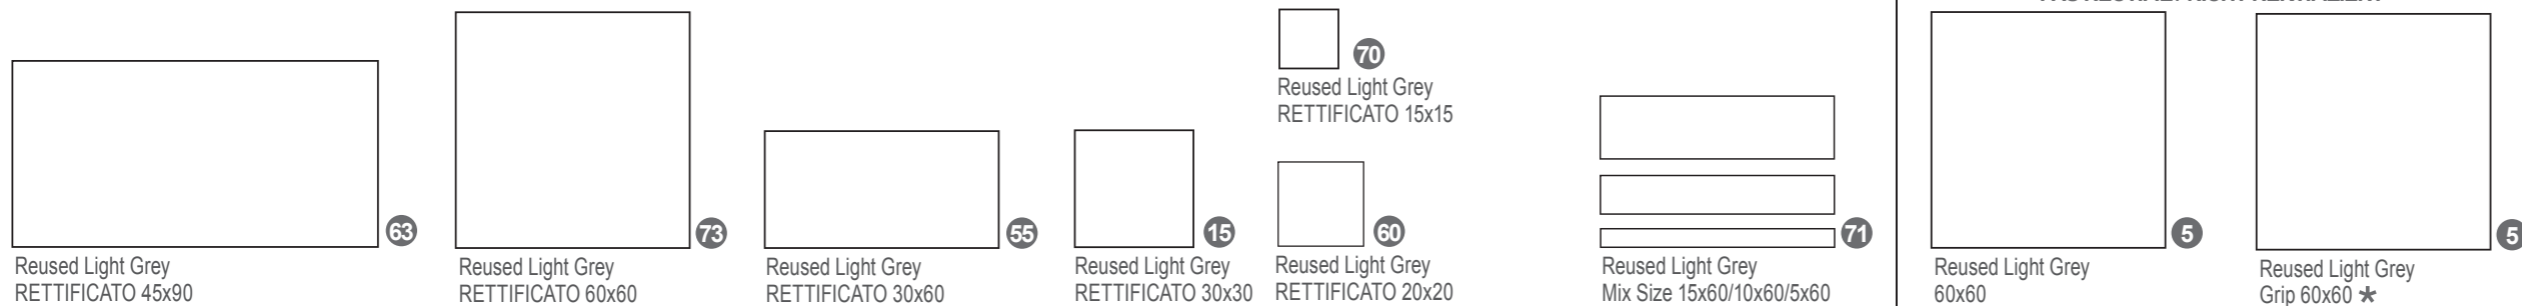 63
Reused Light Grey
RETTIFICATO 45x90
73
Reused Light Grey
RETTIFICATO 60x60
55
Reused Light Grey
RETTIFICATO 30x60
15
Reused Light Grey
RETTIFICATO 30x30
70
Reused Light Grey
RETTIFICATO 15x15
60
Reused Light Grey
RETTIFICATO 20x20
71
Reused Light Grey
Mix Size 15x60/10x60/5x60
5
Reused Light Grey
60x60
5
Reused Light Grey
Grip 60x60 *